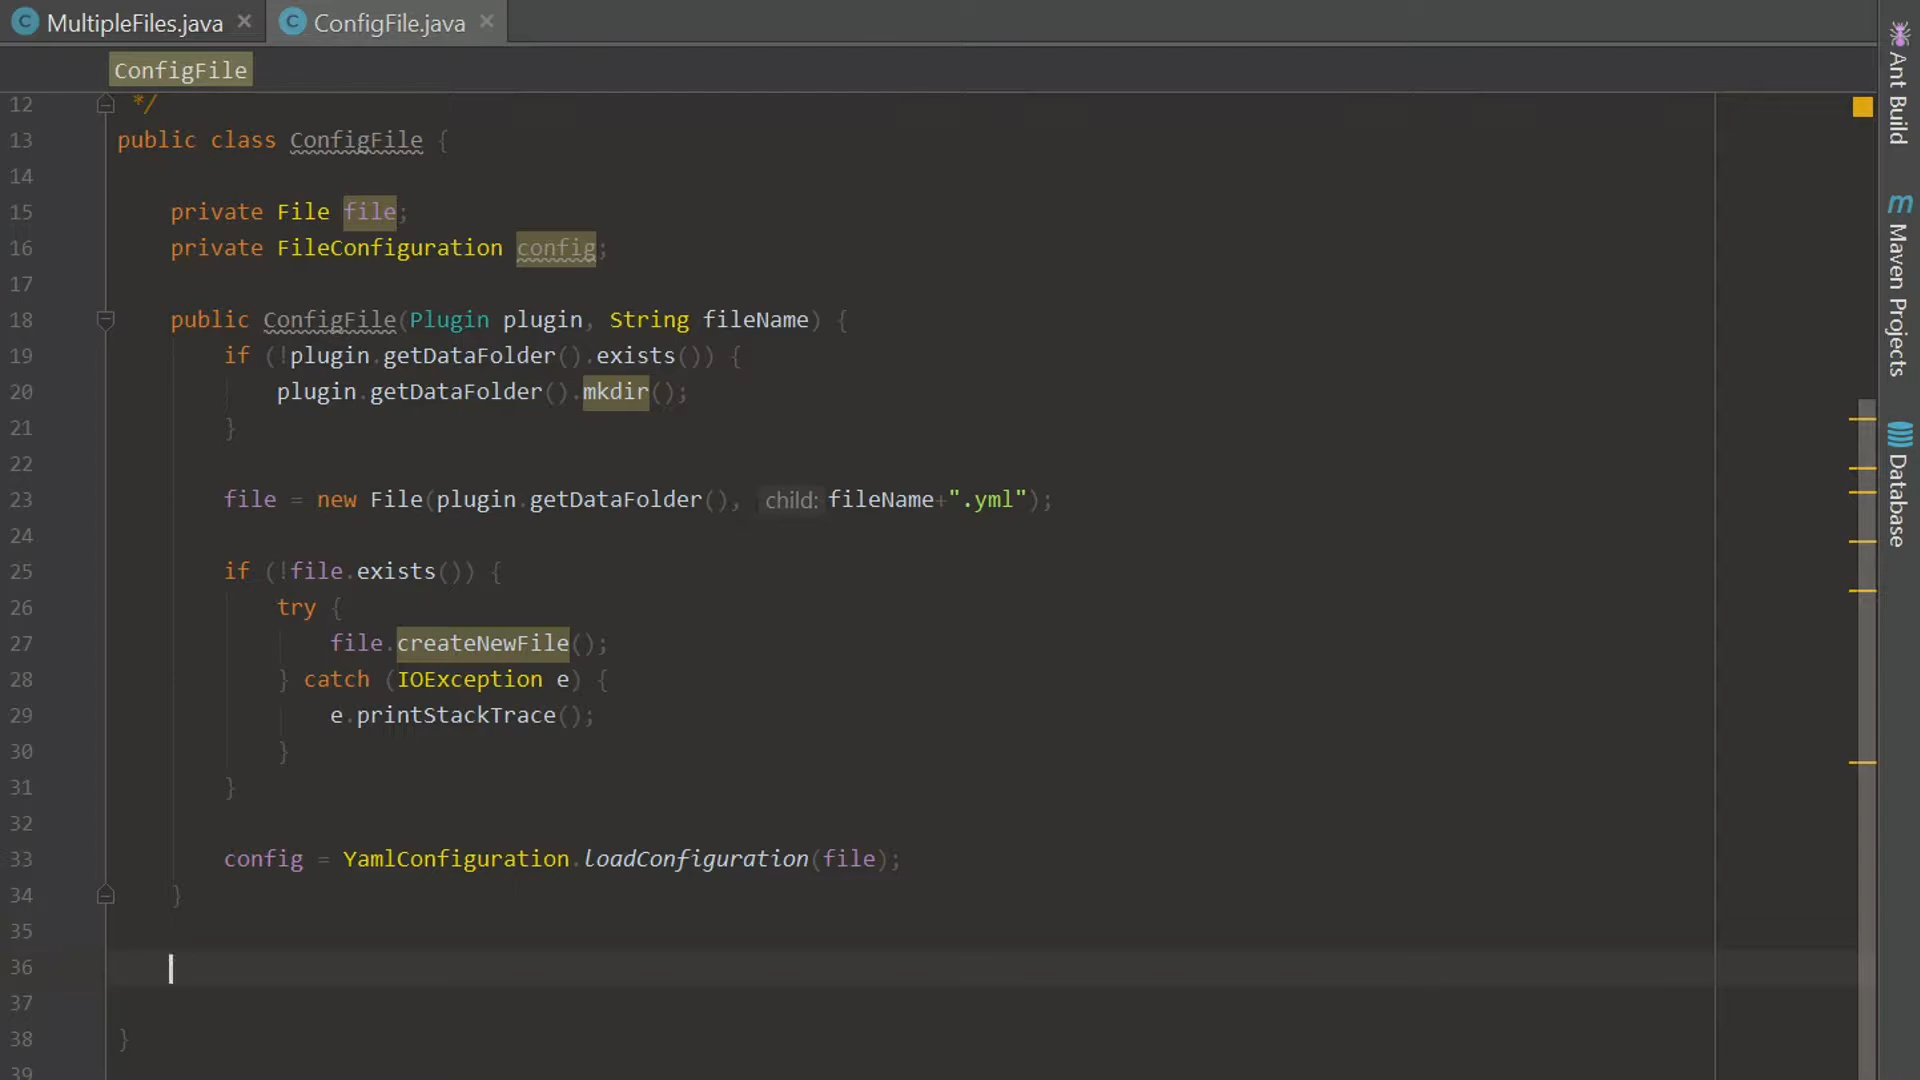 MultipleFiles.java
ConfigFile.java
ConfigFile
12 */
13 public class ConfigFile {
14
15 private File file;
16 private FileConfiguration config;
17
18 public ConfigFile(Plugin plugin, String fileName) {
19 if (!plugin.getDataFolder().exists()) {
20 plugin.getDataFolder().mkdir();
21 }
22
23 file = new File(plugin.getDataFolder(), child: fileName+".yml");
24
25 if (!file.exists()) {
26 try {
27 file.createNewFile();
28 } catch (IOException e) {
29 e.printStackTrace();
30 }
31 }
32
33 config = YamlConfiguration.loadConfiguration(file);
34 }
35
36
37
38 }
39
Ant Build
Maven Projects
Database